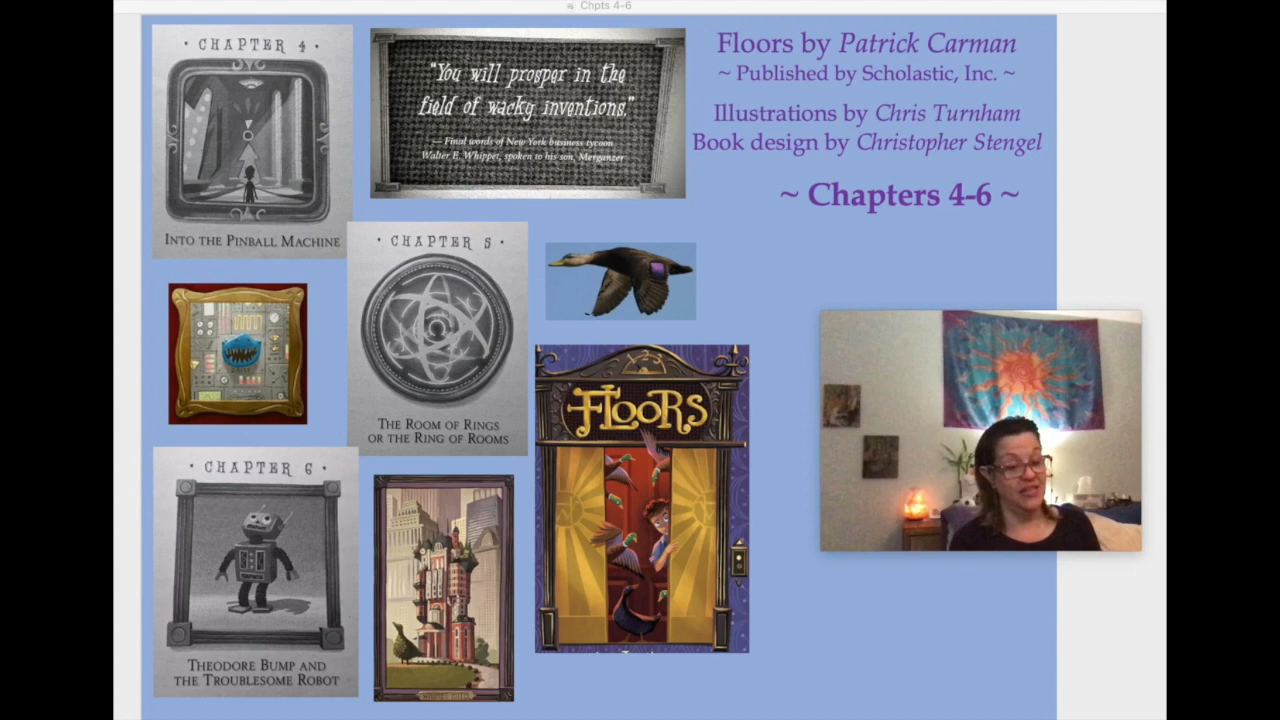 Chpts 4-6
· CHAPTER 4 ·
INTO THE PINBALL MACHINE
"You will prosper in the
field of wacky inventions."
— Final words of New York business tycoon
Walter E. Whippet, spoken to his son, Merganzer
Floors by Patrick Carman
~ Published by Scholastic, Inc. ~
Illustrations by Chris Turnham
Book design by Christopher Stengel
~ Chapters 4-6 ~
· CHAPTER 5 ·
THE ROOM OF RINGS
OR THE RING OF ROOMS
FLOORS
· CHAPTER 6 ·
THEODORE BUMP AND
THE TROUBLESOME ROBOT